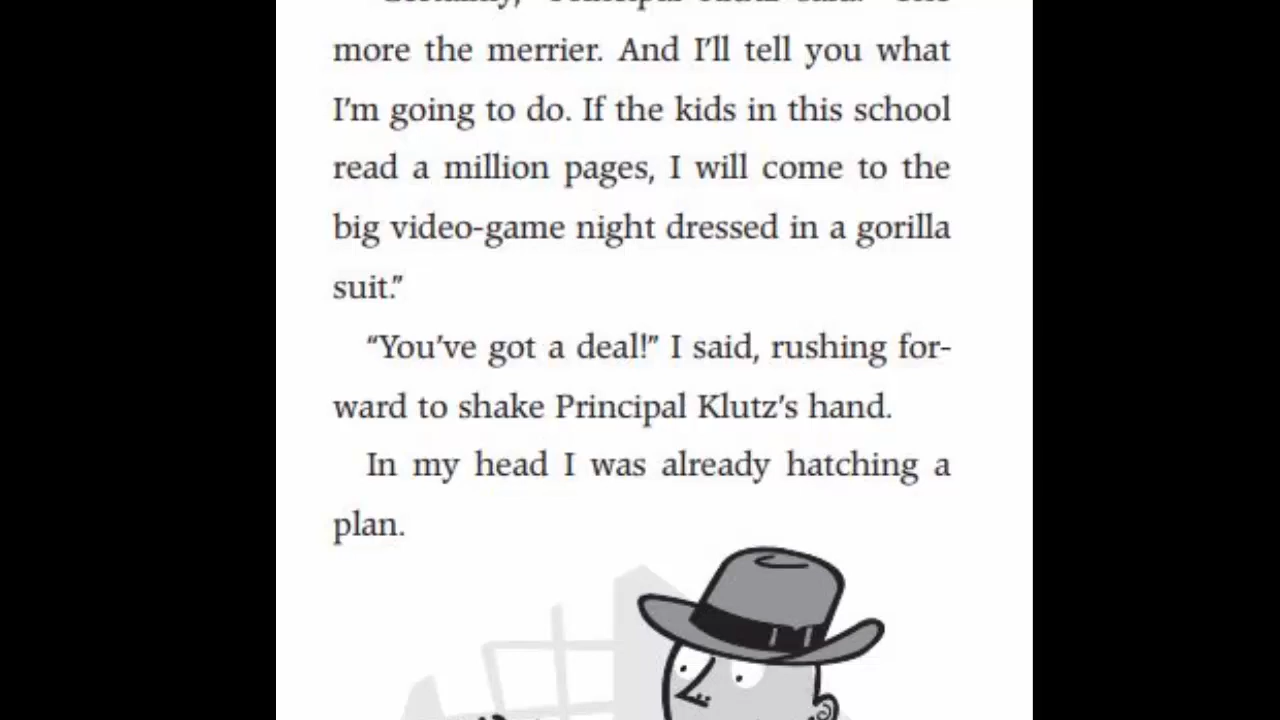 more the merrier. And I'll tell you what
I'm going to do. If the kids in this school
read a million pages, I will come to the
big video-game night dressed in a gorilla
suit."
"You've got a deal!" I said, rushing for-
ward to shake Principal Klutz's hand.
In my head I was already hatching a
plan.